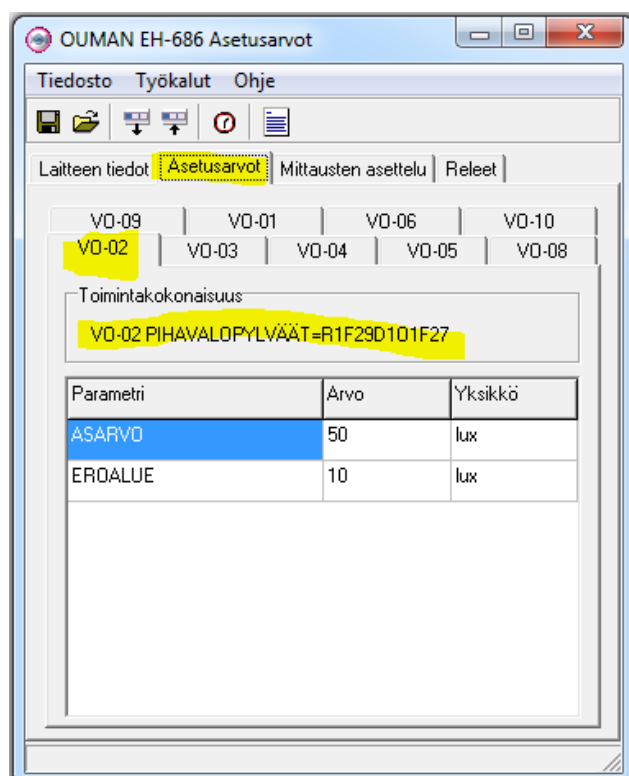 OUMAN EH-686 Asetusarvot
Tiedosto Työkalut Ohje
Laitteen tiedot Asetusarvot Mittausten asettelu Releet
VO-09 VO-01 VO-06 VO-10
VO-02 VO-03 VO-04 VO-05 VO-08
Toimintakokonaisuus
VO-02 PIHAVALOPYLVÄÄT=R1F29D1O1F27
Parametri Arvo Yksikkö
ASARVO 50 lux
EROALUE 10 lux